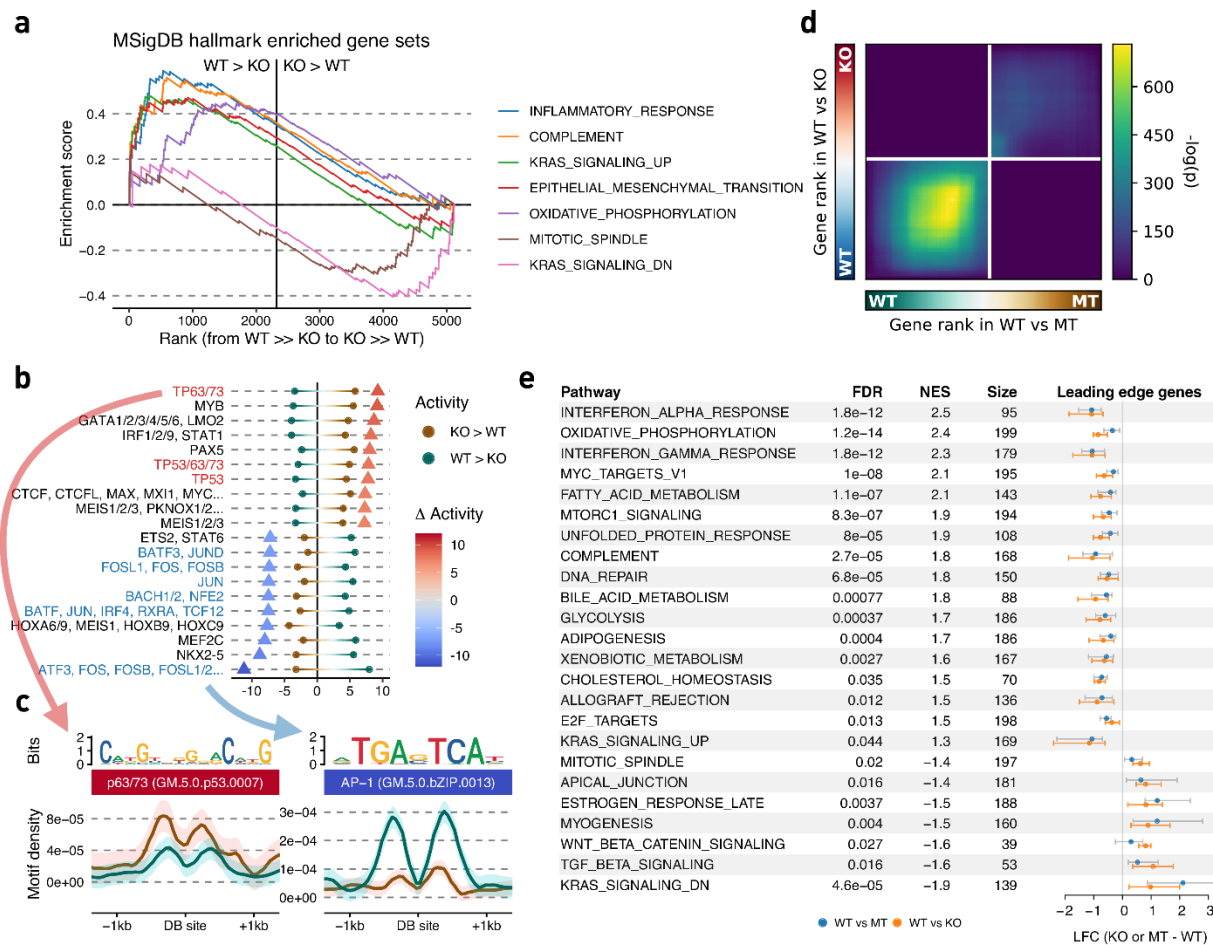 a
MSigDB hallmark enriched gene sets
WT > KO KO > WT
Enrichment score
0.4
0.2
0.0
−0.2
−0.4
0 1000 2000 3000 4000 5000
Rank (from WT >> KO to KO >> WT)
INFLAMMATORY_RESPONSE
COMPLEMENT
KRAS_SIGNALING_UP
EPITHELIAL_MESENCHYMAL_TRANSITION
OXIDATIVE_PHOSPHORYLATION
MITOTIC_SPINDLE
KRAS_SIGNALING_DN
d
Gene rank in WT vs KO
KO
WT
WT MT
Gene rank in WT vs MT
600
450
300
150
0
-log(p)
b
TP63/73
MYB
GATA1/2/3/4/5/6, LMO2
IRF1/2/9, STAT1
PAX5
TP53/63/73
TP53
CTCF, CTCFL, MAX, MXI1, MYC...
MEIS1/2/3, PKNOX1/2...
MEIS1/2/3
ETS2, STAT6
BATF3, JUND
FOSL1, FOS, FOSB
JUN
BACH1/2, NFE2
BATF, JUN, IRF4, RXRA, TCF12
HOXA6/9, MEIS1, HOXB9, HOXC9
MEF2C
NKX2-5
ATF3, FOS, FOSB, FOSL1/2...
-10 -5 0 5 10
Activity
KO > WT
WT > KO
Δ Activity
10
5
0
-5
-10
c
Bits
2
1
0
p63/73 (GM.5.0.p53.0007)
Motif density
8e−05
4e−05
0e+00
−1kb DB site +1kb
2
1
0
TGA TCA
AP−1 (GM.5.0.bZIP.0013)
3e−04
2e−04
1e−04
0e+00
−1kb DB site +1kb
e
Pathway FDR NES Size Leading edge genes
INTERFERON_ALPHA_RESPONSE 1.8e−12 2.5 95
OXIDATIVE_PHOSPHORYLATION 1.2e−14 2.4 199
INTERFERON_GAMMA_RESPONSE 1.8e−12 2.3 179
MYC_TARGETS_V1 1e−08 2.1 195
FATTY_ACID_METABOLISM 1.1e−07 2.1 143
MTORC1_SIGNALING 8.3e−07 1.9 194
UNFOLDED_PROTEIN_RESPONSE 8e−05 1.9 108
COMPLEMENT 2.7e−05 1.8 168
DNA_REPAIR 6.8e−05 1.8 150
BILE_ACID_METABOLISM 0.00077 1.8 88
GLYCOLYSIS 0.00037 1.7 186
ADIPOGENESIS 0.0004 1.7 186
XENOBIOTIC_METABOLISM 0.0027 1.6 167
CHOLESTEROL_HOMEOSTASIS 0.035 1.5 70
ALLOGRAFT_REJECTION 0.012 1.5 136
E2F_TARGETS 0.013 1.5 198
KRAS_SIGNALING_UP 0.044 1.3 169
MITOTIC_SPINDLE 0.02 −1.4 197
APICAL_JUNCTION 0.016 −1.4 181
ESTROGEN_RESPONSE_LATE 0.0037 −1.5 188
MYOGENESIS 0.004 −1.5 160
WNT_BETA_CATENIN_SIGNALING 0.027 −1.6 39
TGF_BETA_SIGNALING 0.016 −1.6 53
KRAS_SIGNALING_DN 4.6e−05 −1.9 139
−2 −1 0 1 2 3
WT vs MT WT vs KO
LFC (KO or MT - WT)